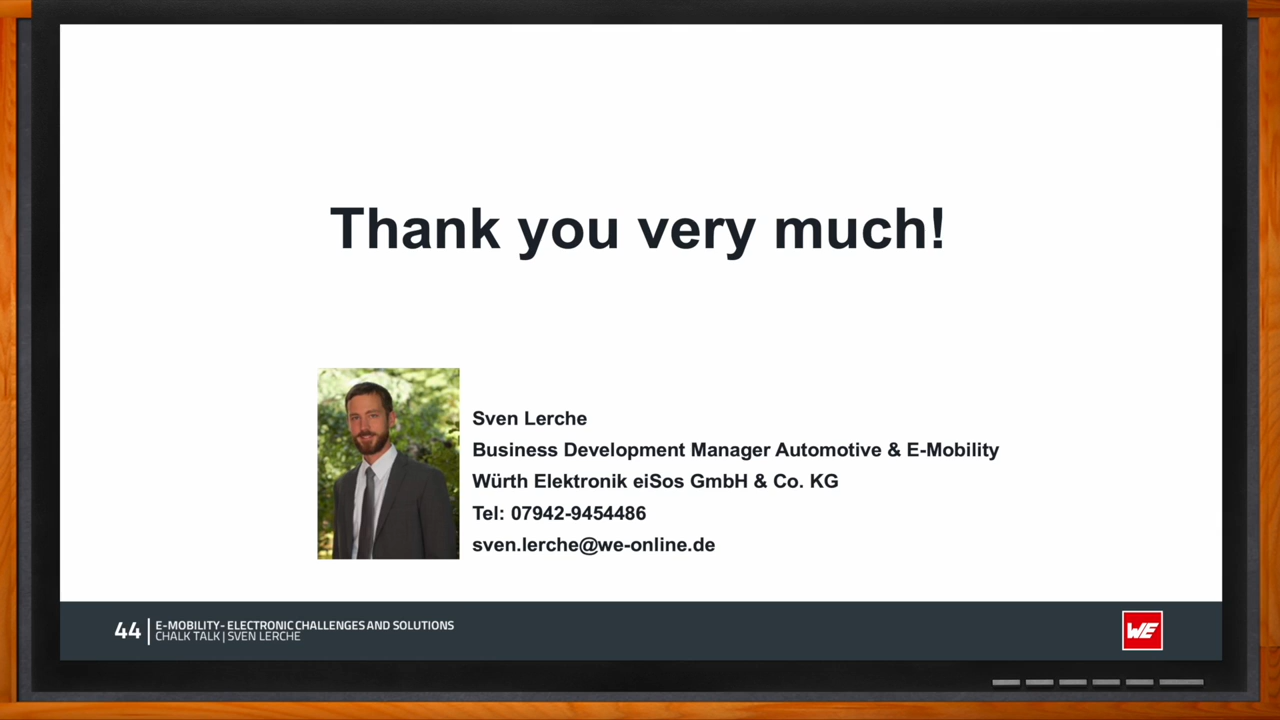 Thank you very much!
Sven Lerche
Business Development Manager Automotive & E-Mobility
Würth Elektronik eiSos GmbH & Co. KG
Tel: 07942-9454486
sven.lerche@we-online.de
44
E-MOBILITY- ELECTRONIC CHALLENGES AND SOLUTIONS
CHALK TALK | SVEN LERCHE
WE